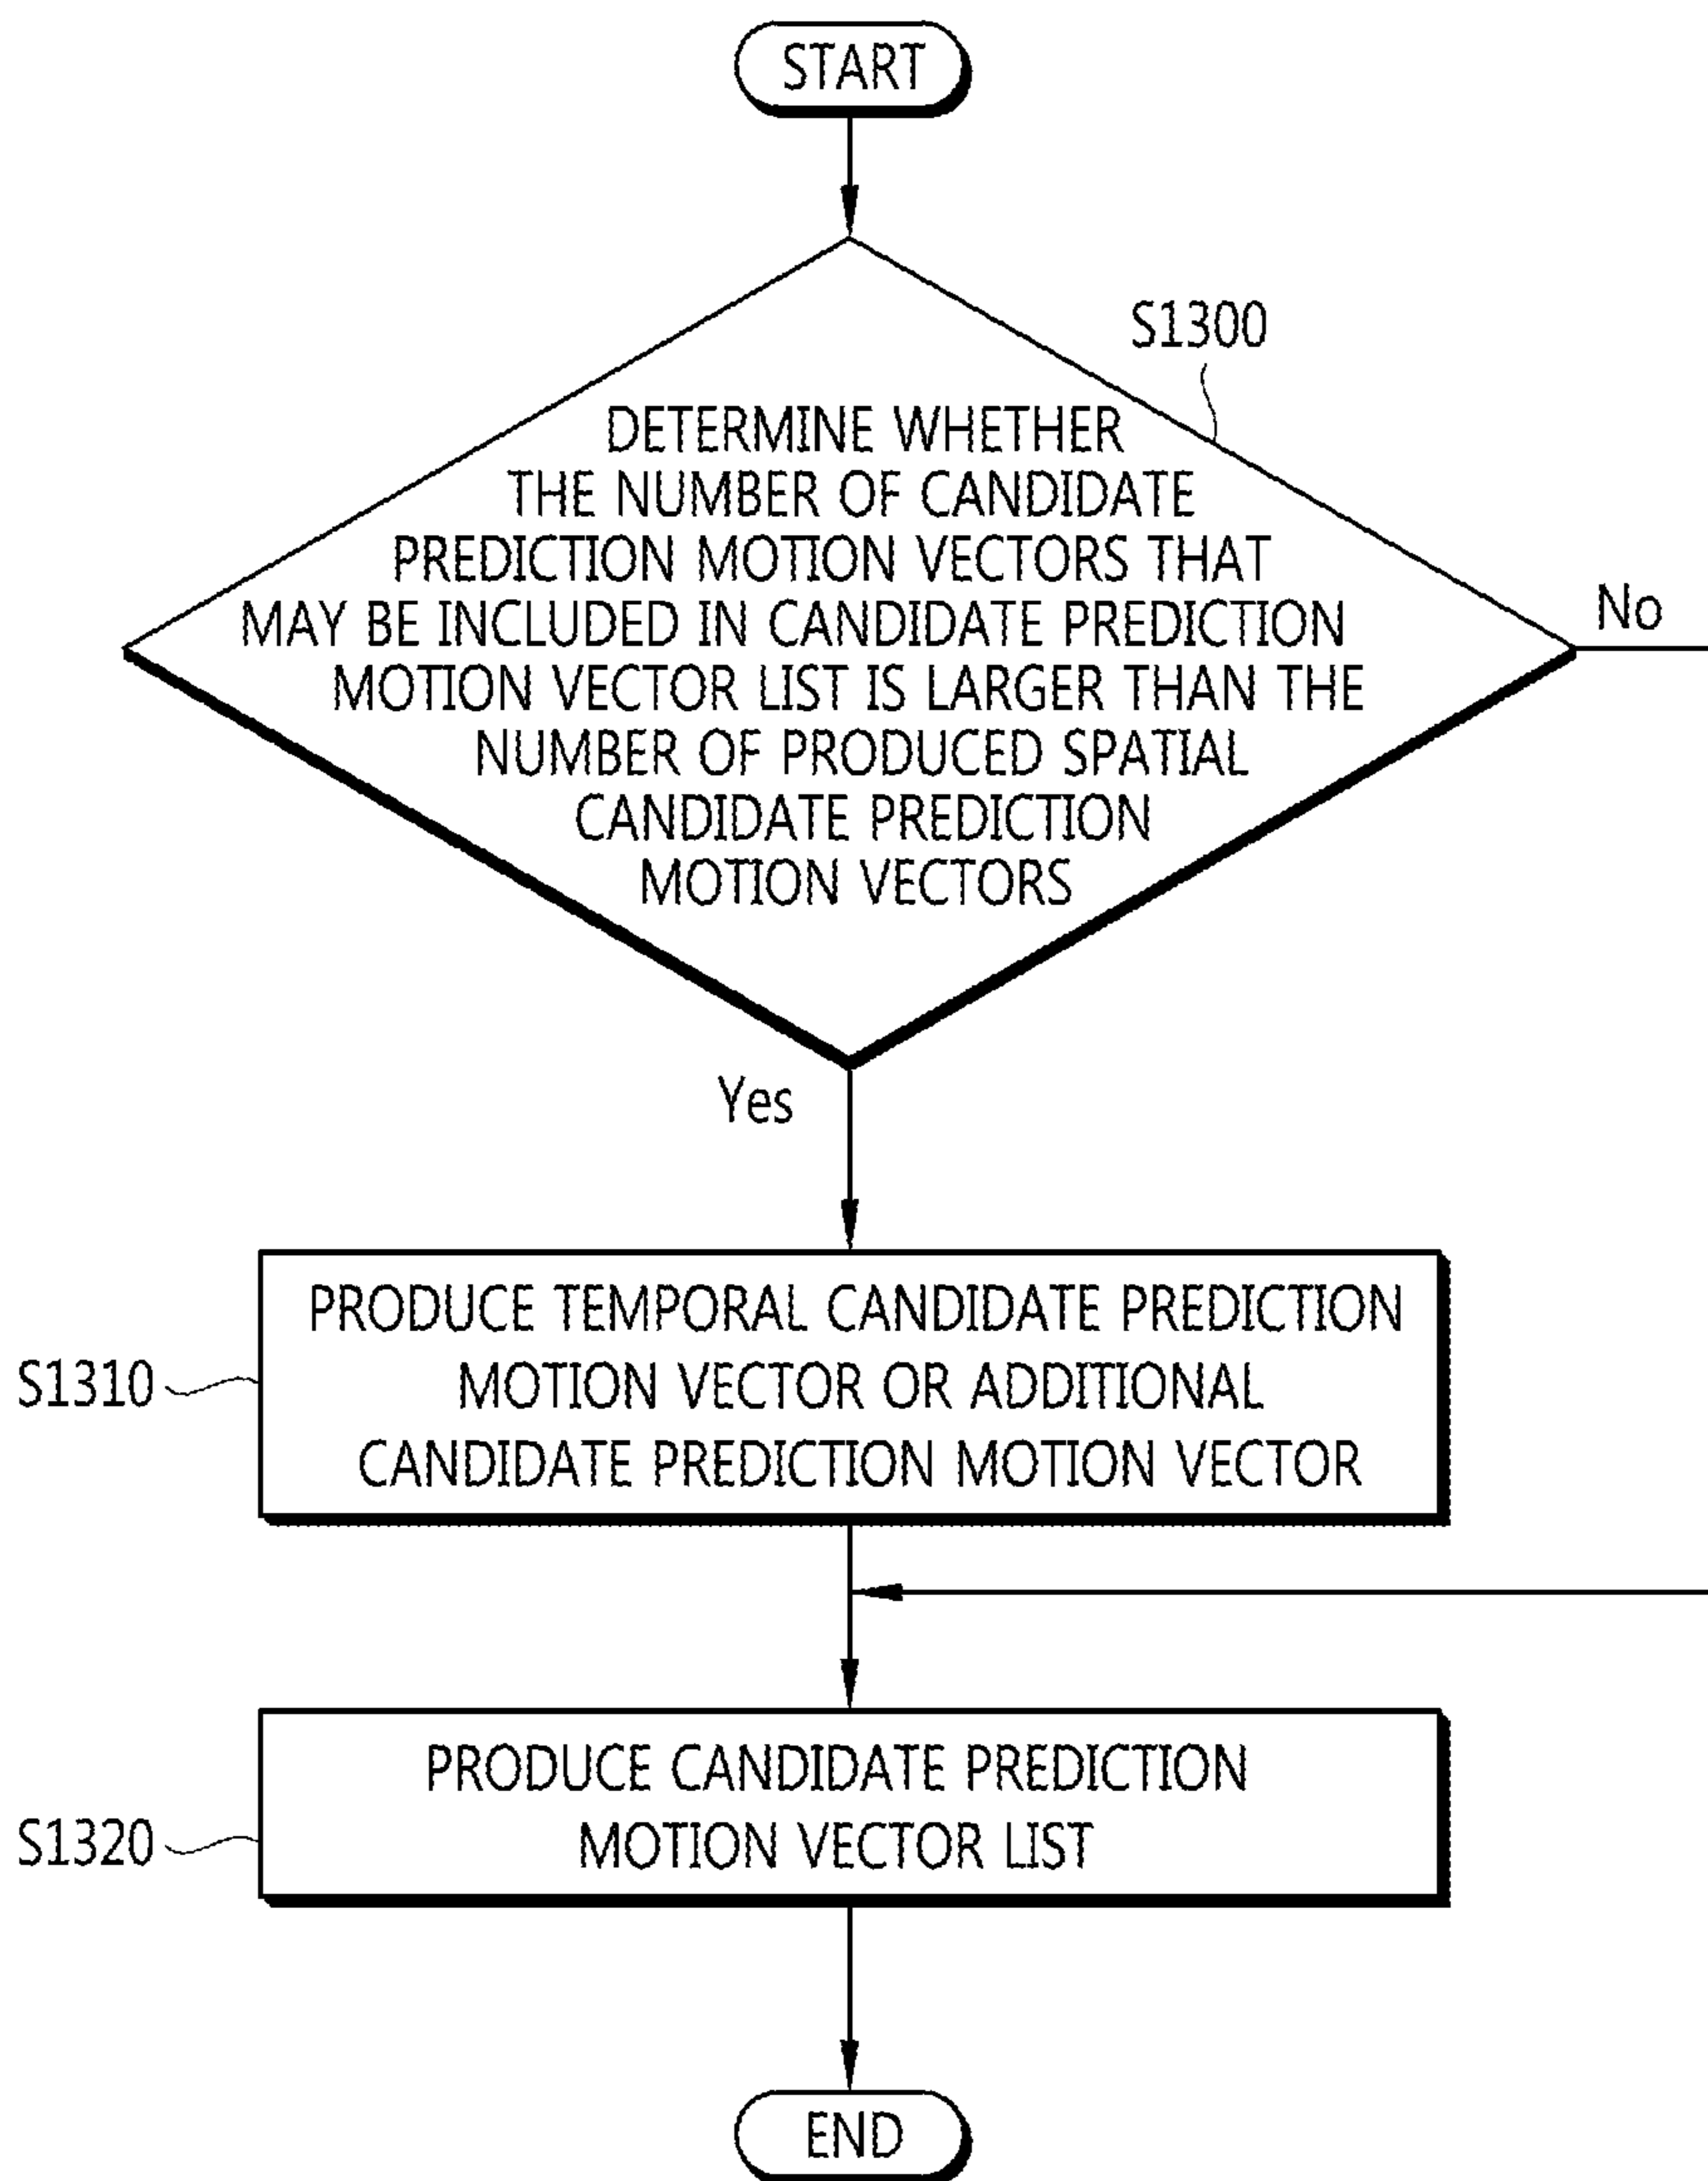 START
S1300
DETERMINE WHETHER
THE NUMBER OF CANDIDATE
PREDICTION MOTION VECTORS THAT
MAY BE INCLUDED IN CANDIDATE PREDICTION
MOTION VECTOR LIST IS LARGER THAN THE
NUMBER OF PRODUCED SPATIAL
CANDIDATE PREDICTION
MOTION VECTORS
No
Yes
PRODUCE TEMPORAL CANDIDATE PREDICTION
MOTION VECTOR OR ADDITIONAL
CANDIDATE PREDICTION MOTION VECTOR
S1310
PRODUCE CANDIDATE PREDICTION
MOTION VECTOR LIST
S1320
END